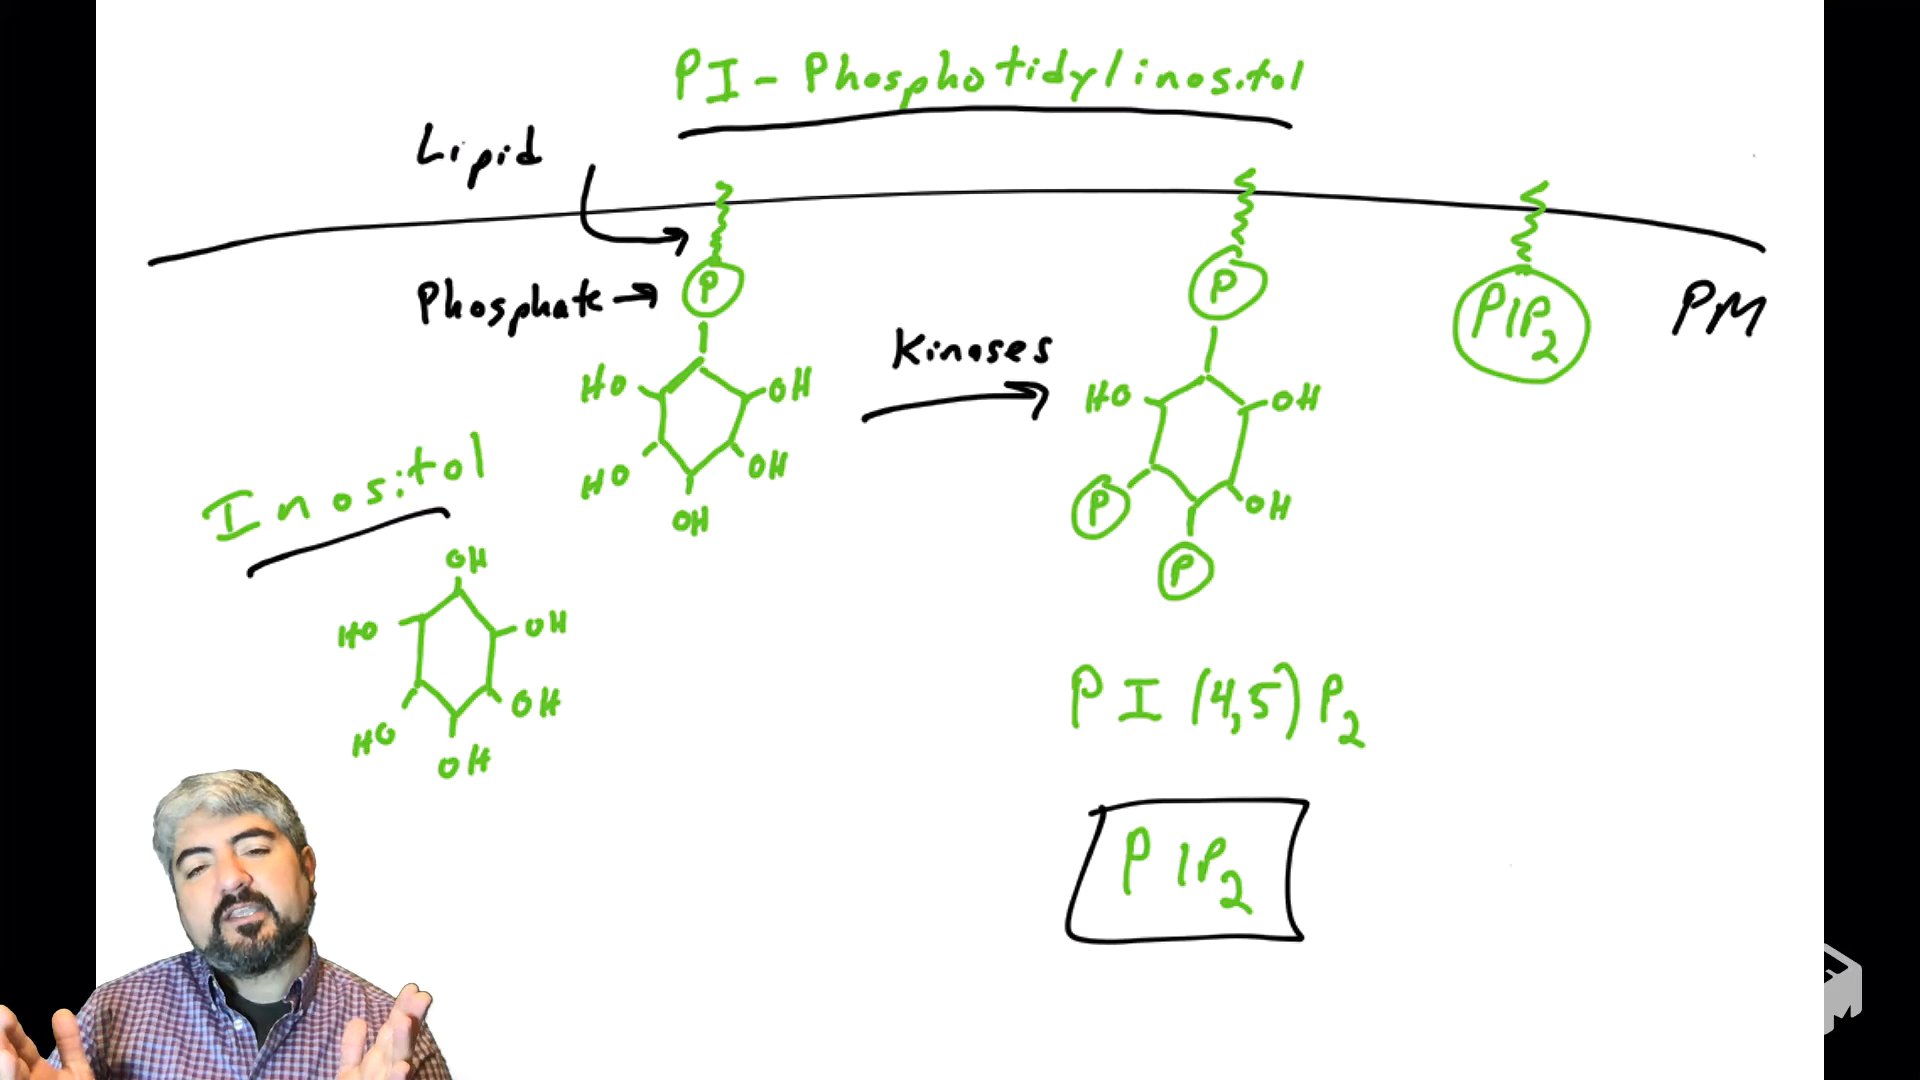 PI - Phosphotidylinositol
Lipid
Phosphate
P
HO
OH
HO
OH
OH
Kinases
P
HO
OH
P
OH
P
PIP2
PM
Inositol
OH
HO
OH
HO
OH
OH
PI(4,5)P2
PIP2